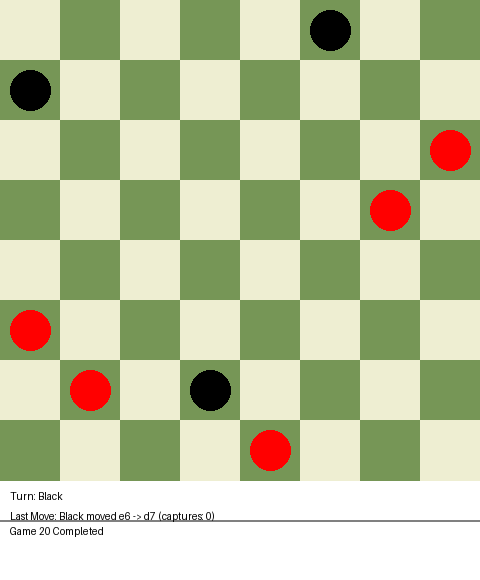 Turn: Black
Last Move: Black moved e6 -> d7 (captures: 0)
Game 20 Completed